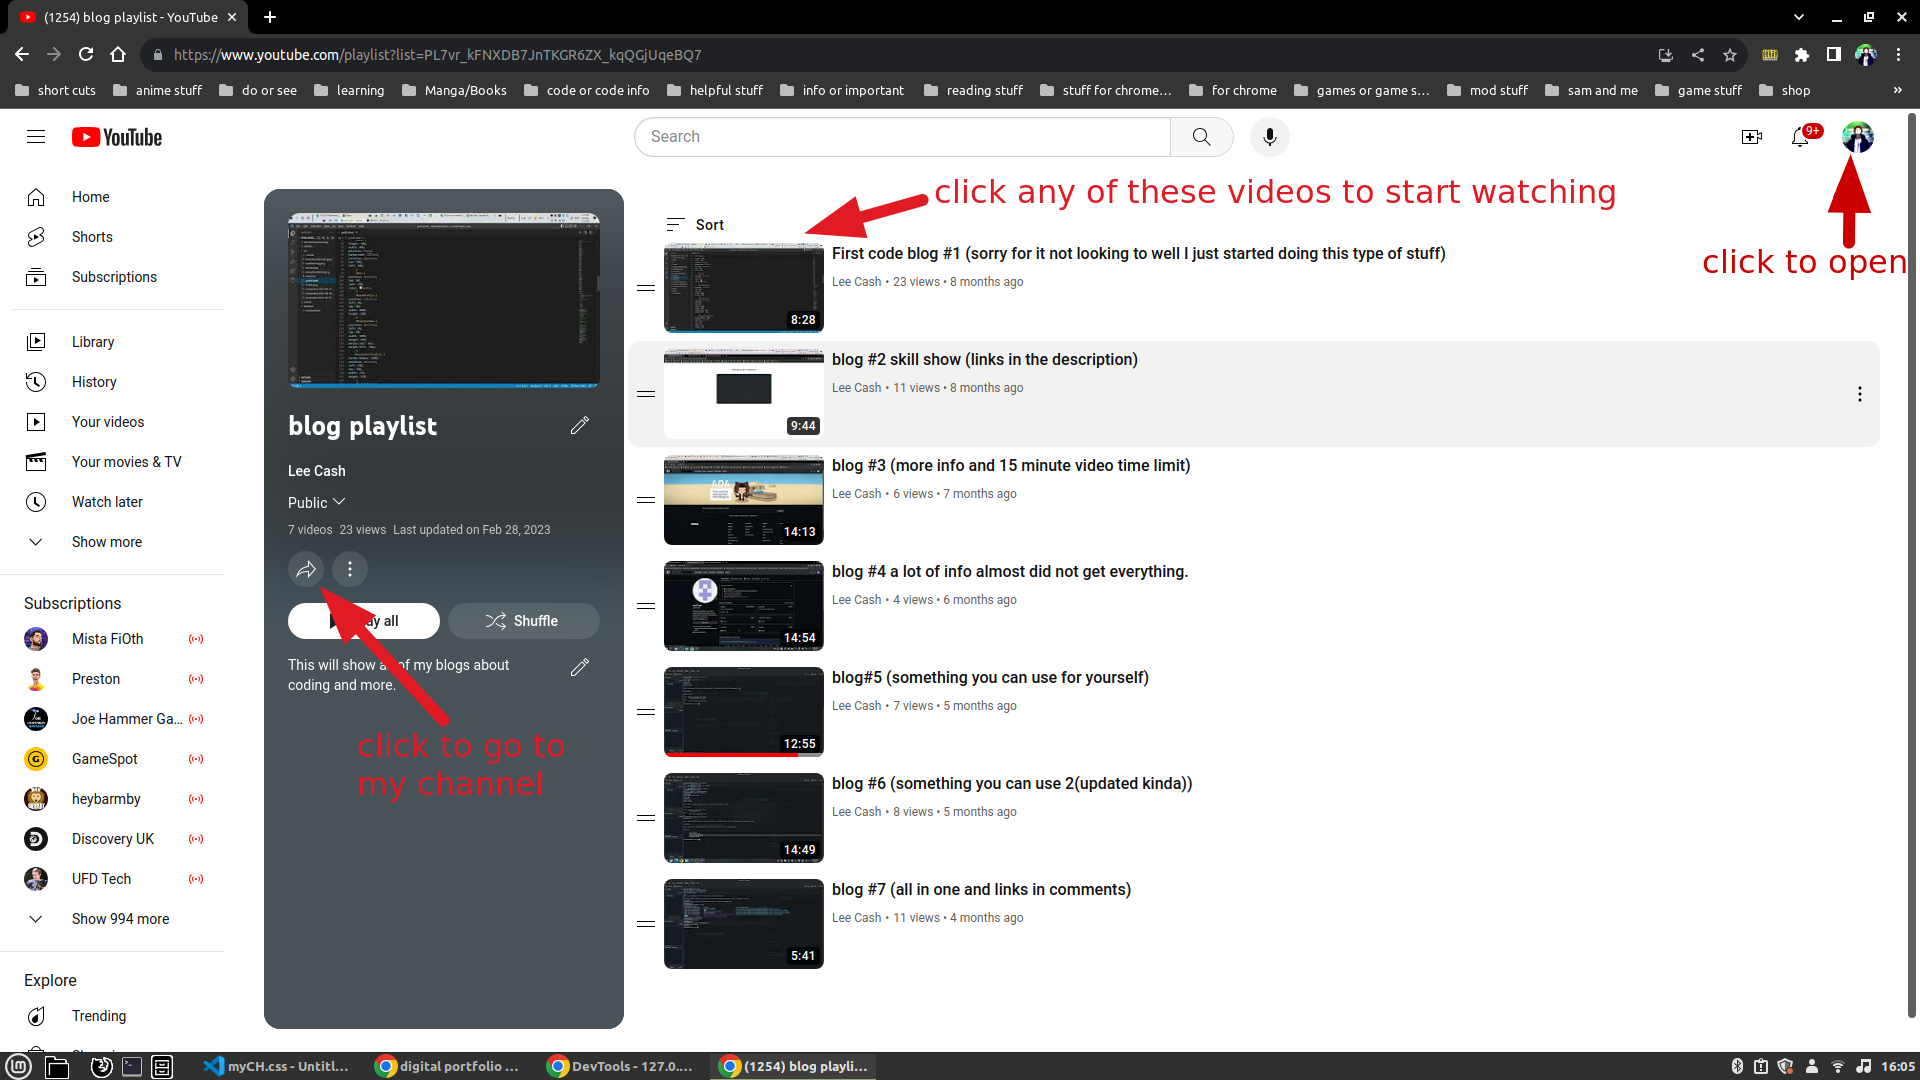 (1254) blog playlist - YouTube
https://www.youtube.com/playlist?list=PL7vr_kFNXDB7JnTKGR6ZX_kqQGjUqeBQ7
short cuts anime stuff do or see learning Manga/Books code or code info helpful stuff info or important reading stuff stuff for chrome... for chrome games or game s... mod stuff sam and me game stuff shop »
YouTube
Search
9+
Home
Shorts
Subscriptions
Library
History
Your videos
Your movies & TV
Watch later
Show more
Subscriptions
Mista FiOth
Preston
Joe Hammer Ga...
GameSpot
heybarmby
Discovery UK
UFD Tech
Show 994 more
Explore
Trending
blog playlist
Lee Cash
Public
7 videos 23 views Last updated on Feb 28, 2023
all
Shuffle
This will show of my blogs about
coding and more.
click to go to
my channel
click any of these videos to start watching
click to open
Sort
First code blog #1 (sorry for it not looking to well I just started doing this type of stuff)
Lee Cash • 23 views • 8 months ago
8:28
blog #2 skill show (links in the description)
Lee Cash • 11 views • 8 months ago
9:44
blog #3 (more info and 15 minute video time limit)
Lee Cash • 6 views • 7 months ago
14:13
blog #4 a lot of info almost did not get everything.
Lee Cash • 4 views • 6 months ago
14:54
blog#5 (something you can use for yourself)
Lee Cash • 7 views • 5 months ago
12:55
blog #6 (something you can use 2(updated kinda))
Lee Cash • 8 views • 5 months ago
14:49
blog #7 (all in one and links in comments)
Lee Cash • 11 views • 4 months ago
5:41
myCH.css - Untitl... digital portfolio ... DevTools - 127.0.... (1254) blog playli... 16:05